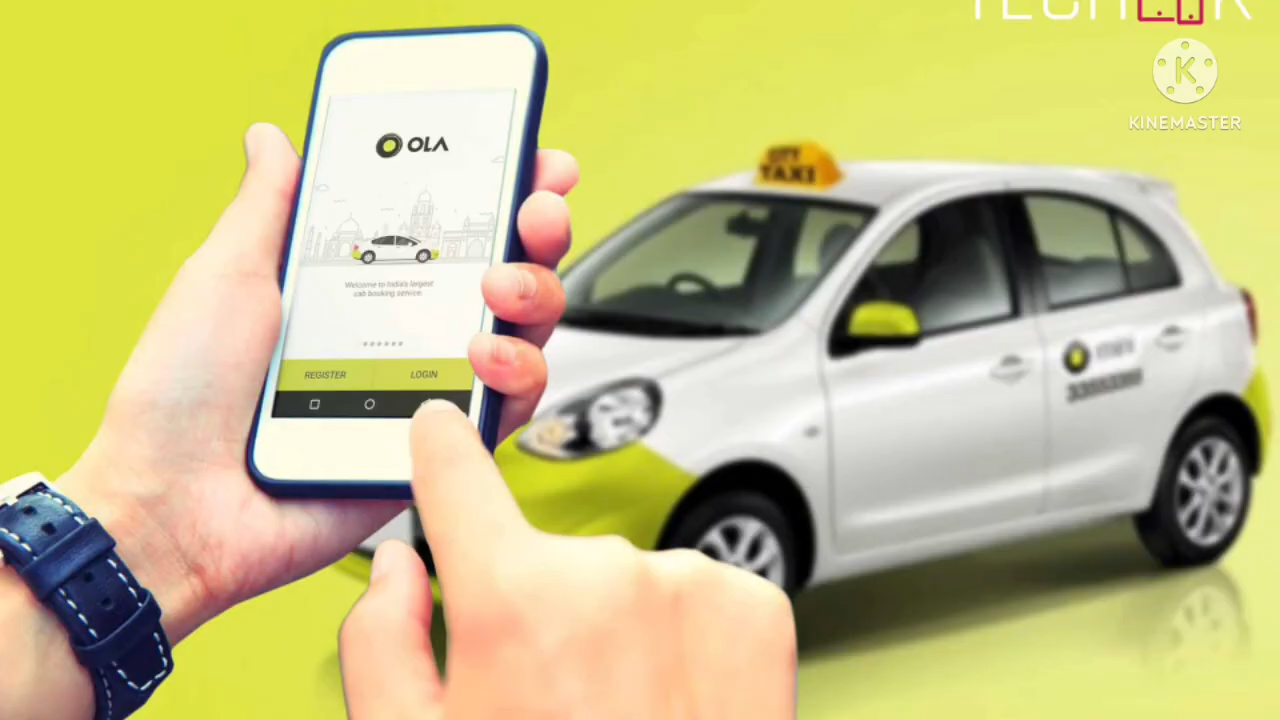 KINEMASTER
CITY
TAXI
OLA
Welcome to India's largest
cab booking service.
REGISTER
LOGIN